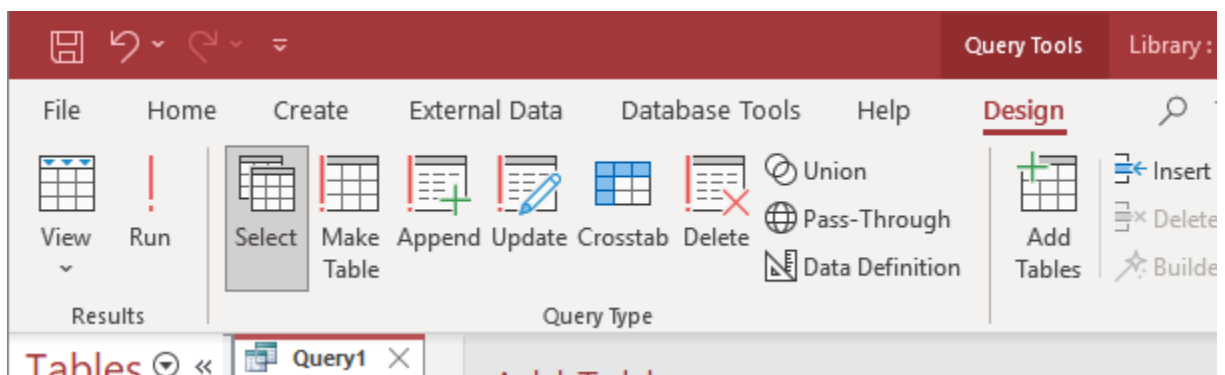 Query Tools Library :
File Home Create External Data Database Tools Help Design
View Run Select Make Table Append Update Crosstab Delete Add Tables
Union
Pass-Through
Data Definition
Insert
Delete
Results Query Type
Tables « Query1